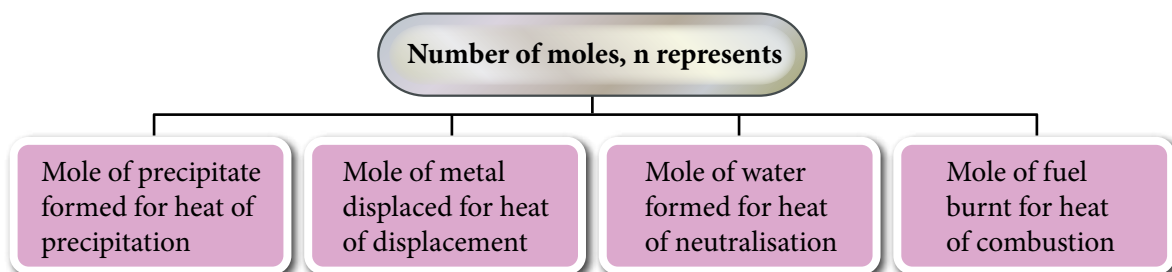 Number of moles, n represents
Mole of precipitate
formed for heat of
precipitation
Mole of metal
displaced for heat
of displacement
Mole of water
formed for heat
of neutralisation
Mole of fuel
burnt for heat
of combustion